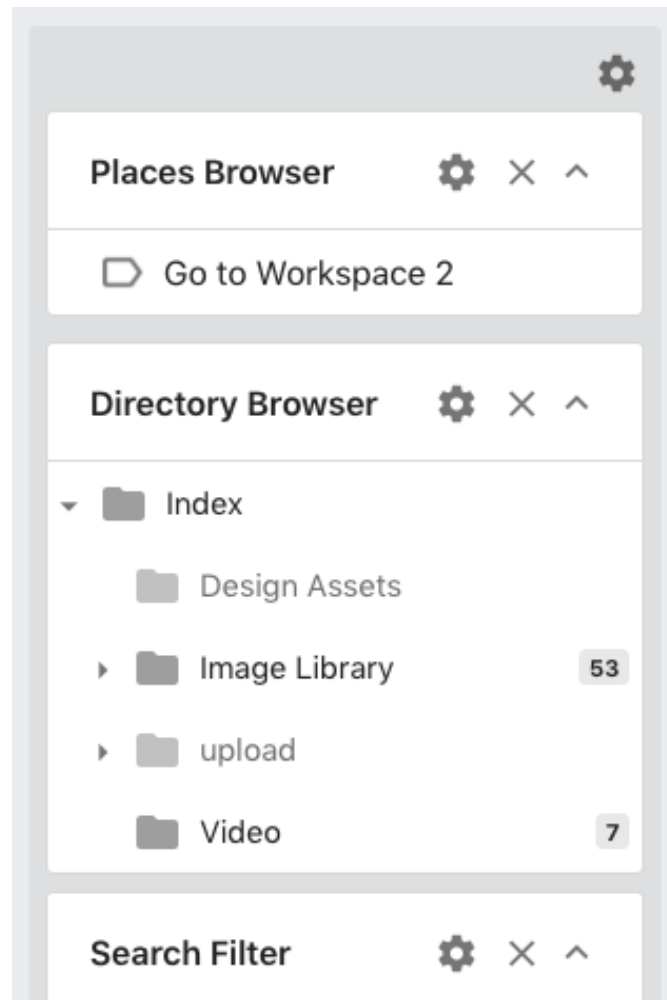 Places Browser
Go to Workspace 2
Directory Browser
Index
Design Assets
Image Library 53
upload
Video 7
Search Filter